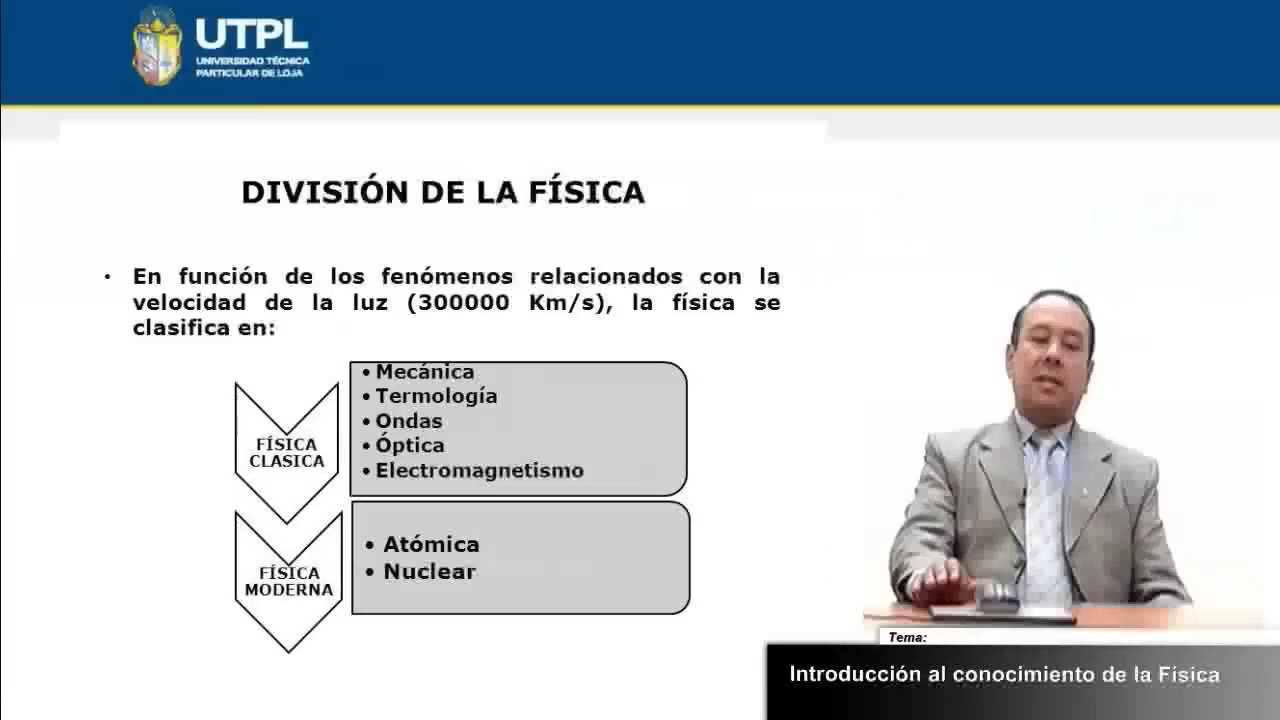 UTPL
UNIVERSIDAD TÉCNICA
PARTICULAR DE LOJA
DIVISIÓN DE LA FÍSICA
• En función de los fenómenos relacionados con la
velocidad de la luz (300000 Km/s), la física se
clasifica en:
FÍSICA
CLASICA
• Mecánica
• Termología
• Ondas
• Óptica
• Electromagnetismo
FÍSICA
MODERNA
• Atómica
• Nuclear
Tema:
Introducción al conocimiento de la Física